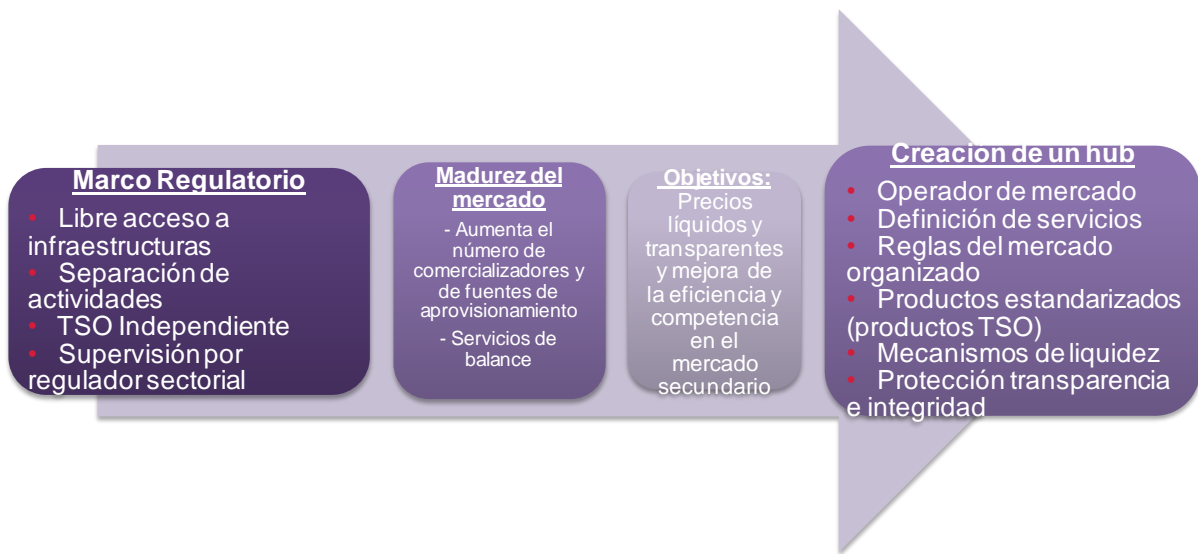 Marco Regulatorio
• Libre acceso a
infraestructuras
• Separación de
actividades
• TSO Independiente
• Supervisión por
regulador sectorial
Madurez del
mercado
- Aumenta el
número de
comercializadores y
de fuentes de
aprovisionamiento
- Servicios de
balance
Objetivos:
Precios
líquidos y
transparentes
y mejora de
la eficiencia y
competencia
en el
mercado
secundario
Creación de un hub
• Operador de mercado
• Definición de servicios
• Reglas del mercado
organizado
• Productos estandarizados
(productos TSO)
• Mecanismos de liquidez
• Protección transparencia
e integridad